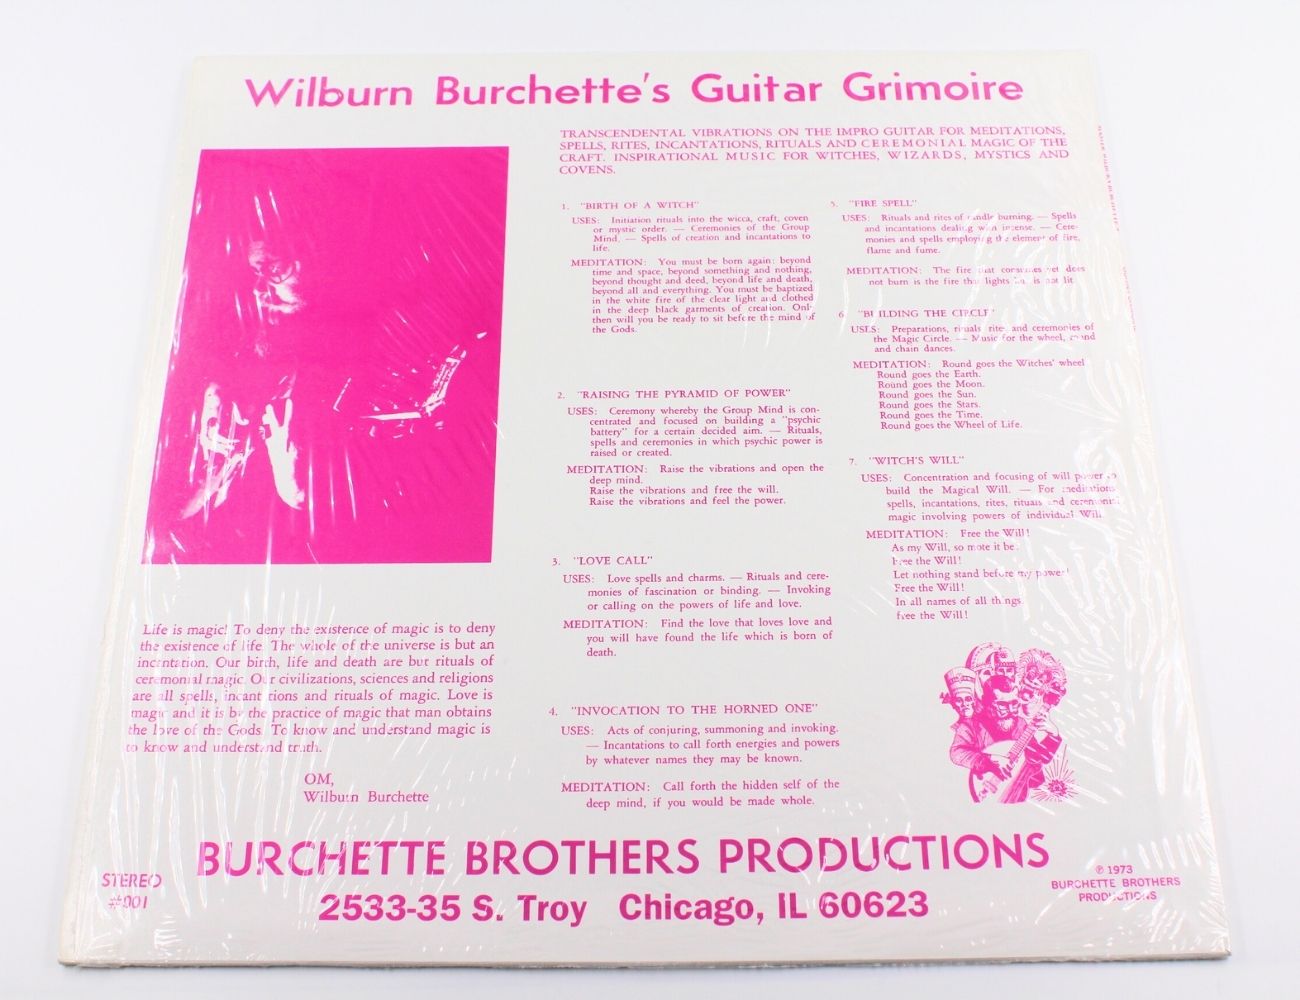 Wilburn Burchette's Guitar Grimoire
TRANSCENDENTAL VIBRATIONS ON THE IMPRO GUITAR FOR MEDITATIONS,
SPELLS, RITES, INCANTATIONS, RITUALS AND CEREMONIAL MAGIC OF THE
CRAFT. INSPIRATIONAL MUSIC FOR WITCHES, WIZARDS, MYSTICS AND
COVENS.
1. "BIRTH OF A WITCH"
USES: Initiation rituals into the wicca, craft, coven
or mystic order. — Ceremonies of the Group
Mind. — Spells of creation and incantations to
life.
MEDITATION: You must be born again: beyond
time and space, beyond something and nothing,
beyond thought and deed, beyond life and death,
beyond all and everything. You must be baptized
in the white fire of the clear light and clothed
in the deep black garments of creation. Only
then will you be ready to sit before the mind of
the Gods.
2. "RAISING THE PYRAMID OF POWER"
USES: Ceremony whereby the Group Mind is con-
centrated and focused on building a "psychic
battery" for a certain decided aim. — Rituals,
spells and ceremonies in which psychic power is
raised or created.
MEDITATION: Raise the vibrations and open the
deep mind.
Raise the vibrations and free the will.
Raise the vibrations and feel the power.
3. "LOVE CALL"
USES: Love spells and charms. — Rituals and cere-
monies of fascination or binding. — Invoking
or calling on the powers of life and love.
MEDITATION: Find the love that loves love and
you will have found the life which is born of
death.
4. "INVOCATION TO THE HORNED ONE"
USES: Acts of conjuring, summoning and invoking.
— Incantations to call forth energies and powers
by whatever names they may be known.
MEDITATION: Call forth the hidden self of the
deep mind, if you would be made whole.
5. "FIRE SPELL"
USES: Rituals and rites of candle burning. — Spells
and incantations dealing with incense. — Cere-
monies and spells employing the element of fire,
flame and fume.
MEDITATION: The fire that consumes yet does
not burn is the fire that lights but is not lit.
6. "BUILDING THE CIRCLE"
USES: Preparations, rituals, rites and ceremonies of
the Magic Circle. — Music for the wheel, round
and chain dances.
MEDITATION: Round goes the Witches' wheel
Round goes the Earth.
Round goes the Moon.
Round goes the Sun.
Round goes the Stars.
Round goes the Time.
Round goes the Wheel of Life.
7. "WITCH'S WILL"
USES: Concentration and focusing of will power to
build the Magical Will. — For meditations,
spells, incantations, rites, rituals and ceremonial
magic involving powers of individual Will.
MEDITATION: Free the Will!
As my Will, so mote it be.
Free the Will!
Let nothing stand before my power!
Free the Will!
In all names of all things.
free the Will!
Life is magic! To deny the existence of magic is to deny
the existence of life. The whole of the universe is but an
incantation. Our birth, life and death are but rituals of
ceremonial magic. Our civilizations, sciences and religions
are all spells, incantations and rituals of magic. Love is
magic and it is by the practice of magic that man obtains
the love of the Gods. To know and understand magic is
to know and understand truth.
OM,
Wilburn Burchette
BURCHETTE BROTHERS PRODUCTIONS
2533-35 S. Troy Chicago, IL 60623
STEREO
#001
℗ 1973
BURCHETTE BROTHERS
PRODUCTIONS